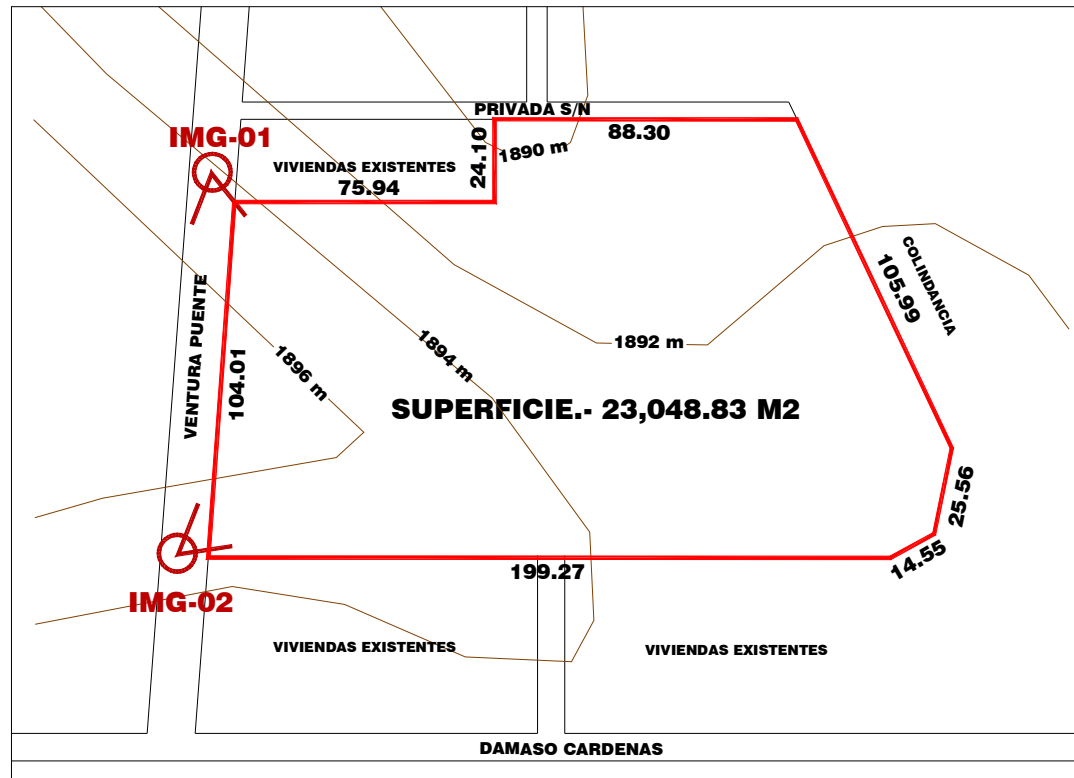 PRIVADA S/N
IMG-01
24.10
88.30
1890 m
VIVIENDAS EXISTENTES
75.94
COLINDANCIA
105.99
VENTURA PUENTE
104.01
1896 m
1894 m
1892 m
SUPERFICIE.- 23,048.83 M2
25.56
14.55
199.27
IMG-02
VIVIENDAS EXISTENTES
VIVIENDAS EXISTENTES
DAMASO CARDENAS